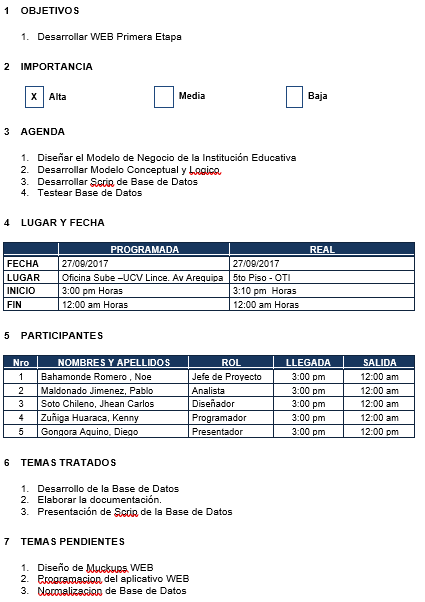 1 OBJETIVOS
1. Desarrollar WEB Primera Etapa
2 IMPORTANCIA
X Alta Media Baja
3 AGENDA
1. Diseñar el Modelo de Negocio de la Institución Educativa
2. Desarrollar Modelo Conceptual y Logico.
3. Desarrollar Scrip de Base de Datos
4. Testear Base de Datos
4 LUGAR Y FECHA
PROGRAMADA REAL
FECHA 27/09/2017 27/09/2017
LUGAR Oficina Sube –UCV Lince. Av Arequipa 5to Piso - OTI
INICIO 3:00 pm Horas 3:10 pm Horas
FIN 12:00 am Horas 12:00 am Horas
5 PARTICIPANTES
Nro NOMBRES Y APELLIDOS ROL LLEGADA SALIDA
1 Bahamonde Romero , Noe Jefe de Proyecto 3:00 pm 12:00 am
2 Maldonado Jimenez, Pablo Analista 3:00 pm 12:00 am
3 Soto Chileno, Jhean Carlos Diseñador 3:00 pm 12:00 am
4 Zuñiga Huaraca, Kenny Programador 3:00 pm 12:00 am
5 Gongora Aquino, Diego Presentador 3:00 pm 12:00 pm
6 TEMAS TRATADOS
1. Desarrollo de la Base de Datos
2. Elaborar la documentación.
3. Presentación de Scrip de la Base de Datos
7 TEMAS PENDIENTES
1. Diseño de Muckups WEB
2. Programacion del aplicativo WEB
3. Normalizacion de Base de Datos